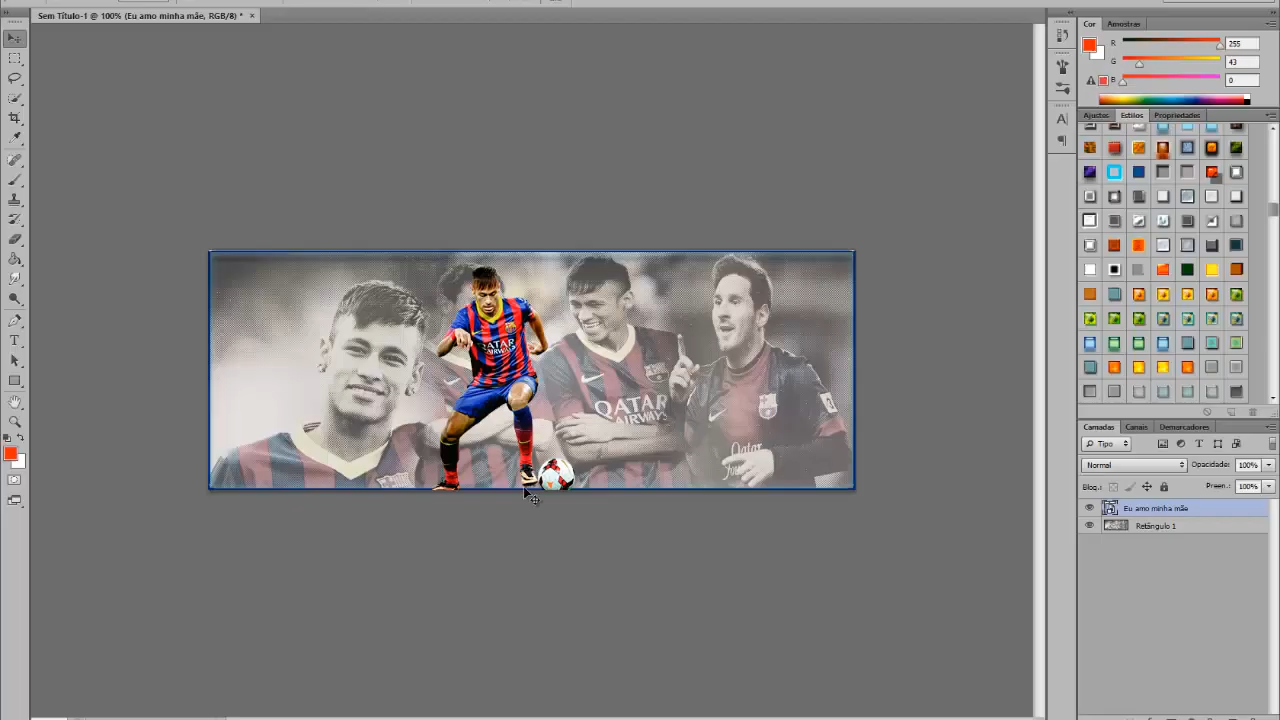 Sem Título-1 @ 100% (Eu amo minha mãe, RGB/8) * ×
Cor Amostras
R 255
G 43
B 0
Ajustes Estilos Propriedades
QATAR
AIRWAYS
QATAR
AIRWAYS
Qatar
Camadas Canais Demarcadores
Tipo
Normal Opacidade: 100%
Bloq.: Preen.: 100%
Eu amo minha mãe
Retângulo 1